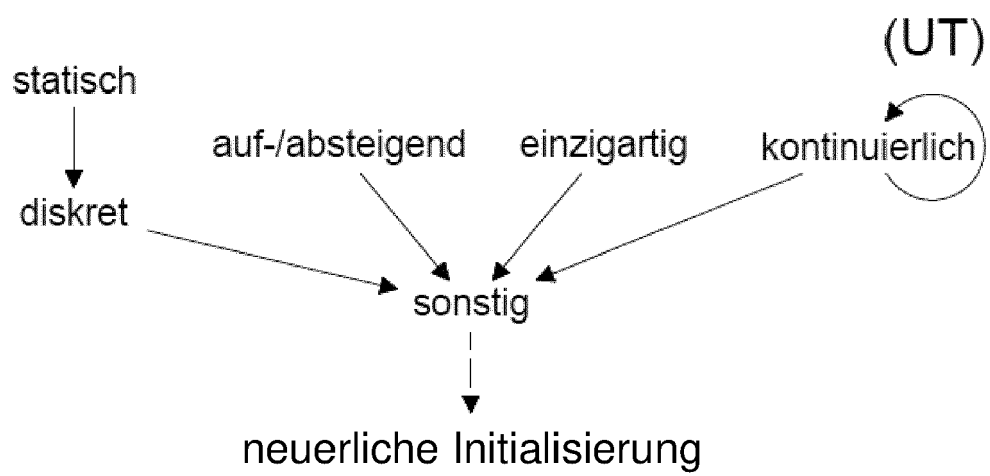 (UT)
statisch
auf-/absteigend
einzigartig
kontinuierlich
diskret
sonstig
neuerliche Initialisierung